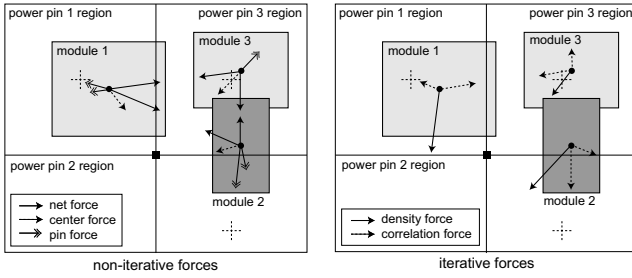 power pin 1 region
power pin 3 region
module 1
module 3
power pin 2 region
module 2
net force
center force
pin force
non-iterative forces
power pin 1 region
power pin 3 region
module 1
module 3
power pin 2 region
module 2
density force
correlation force
iterative forces